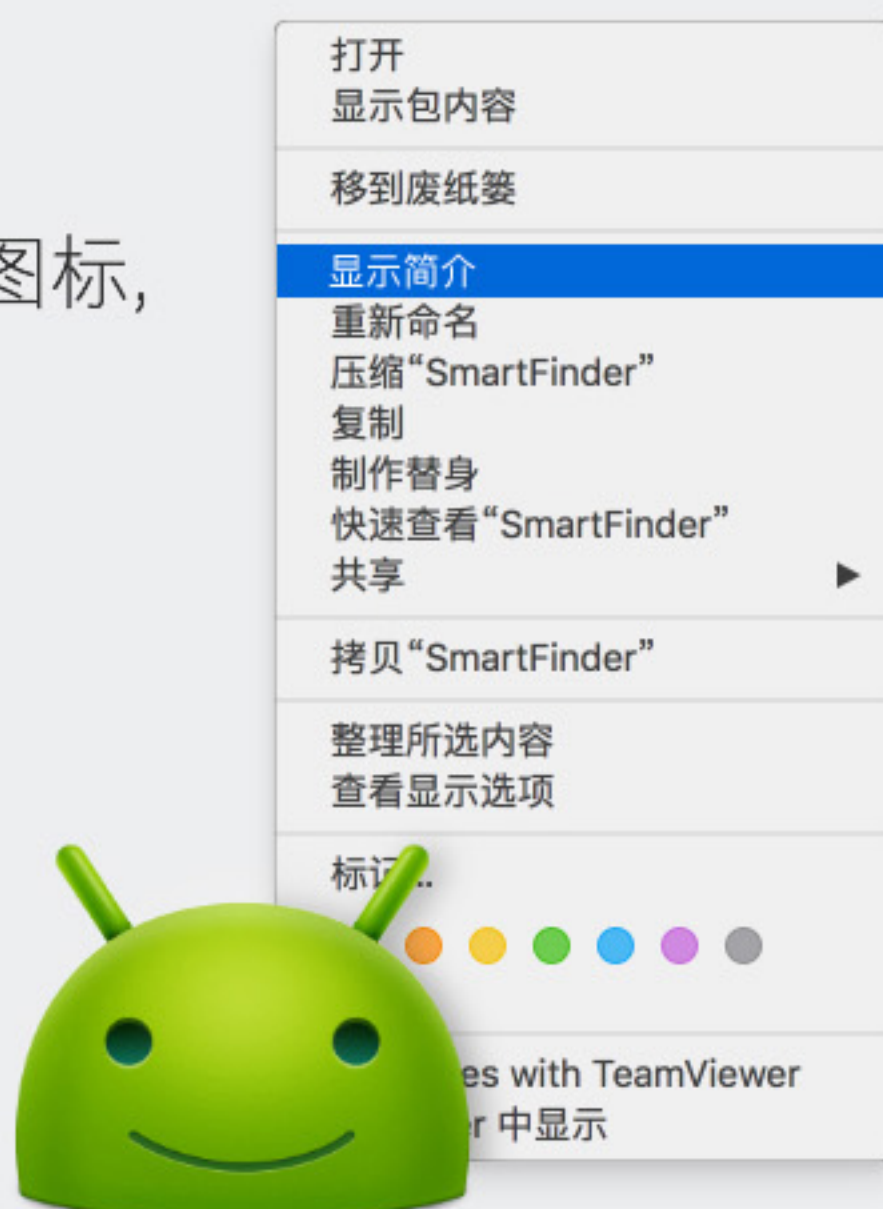 打开
显示包内容
移到废纸篓
图标,
显示简介
重新命名
压缩“SmartFinder”
复制
制作替身
快速查看“SmartFinder”
共享
拷贝“SmartFinder”
整理所选内容
查看显示选项
标记…
with TeamViewer
中显示